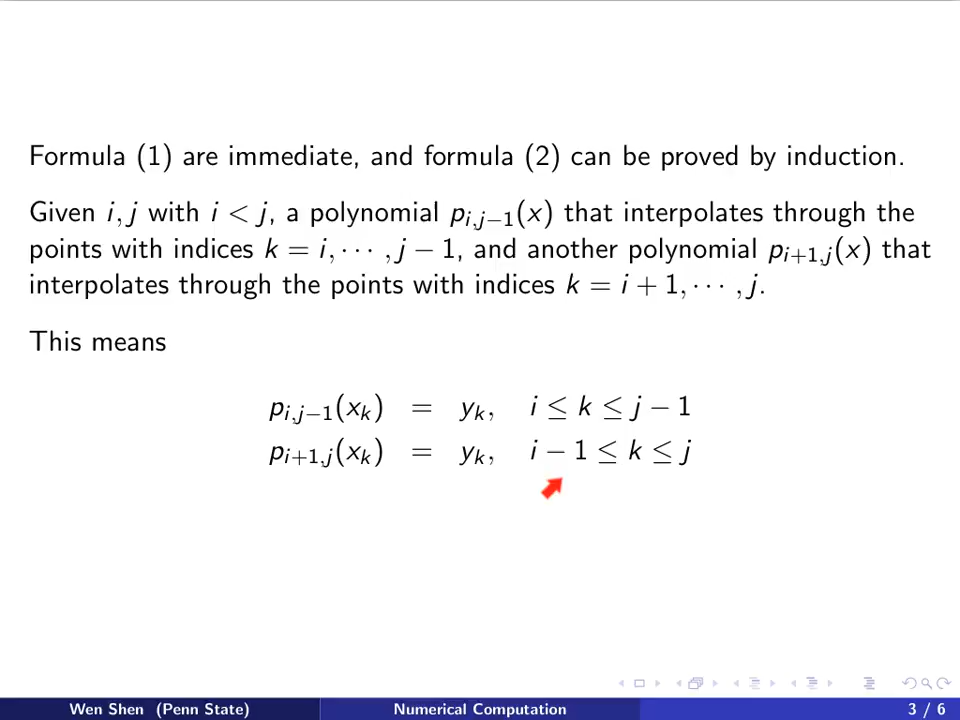 Formula (1) are immediate, and formula (2) can be proved by induction.
Given i, j with i < j, a polynomial p_{i,j−1}(x) that interpolates through the
points with indices k = i, ⋯ , j − 1, and another polynomial p_{i+1,j}(x) that
interpolates through the points with indices k = i + 1, ⋯ , j.
This means
p_{i,j−1}(x_k) = y_k, i ≤ k ≤ j − 1
p_{i+1,j}(x_k) = y_k, i − 1 ≤ k ≤ j
Wen Shen (Penn State) Numerical Computation 3 / 6